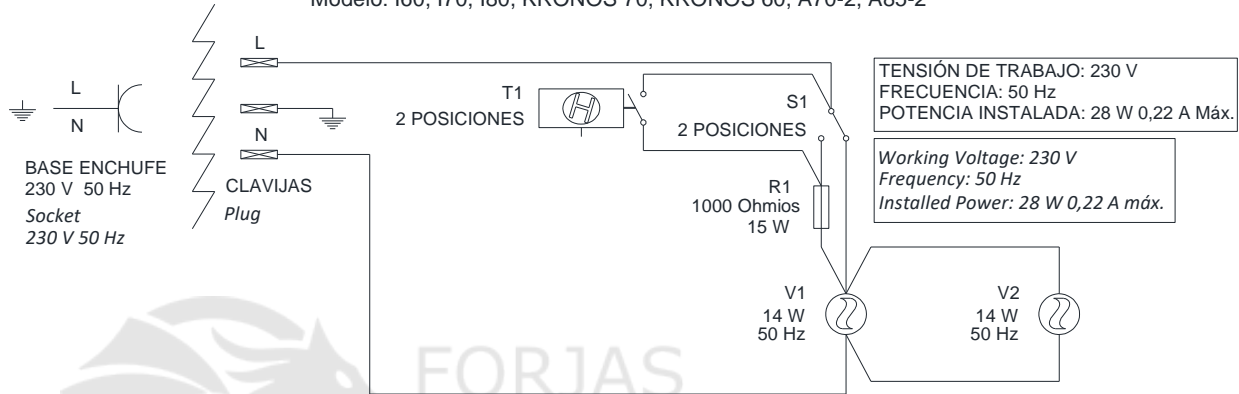 Modelo: I60, I70, I80, KRONOS 70, KRONOS 60, A70-2, A85-2
L
N
BASE ENCHUFE
230 V 50 Hz
Socket
230 V 50 Hz
L
N
CLAVIJAS
Plug
T1
2 POSICIONES
S1
2 POSICIONES
R1
1000 Ohmios
15 W
TENSIÓN DE TRABAJO: 230 V
FRECUENCIA: 50 Hz
POTENCIA INSTALADA: 28 W 0,22 A Máx.
Working Voltage: 230 V
Frequency: 50 Hz
Installed Power: 28 W 0,22 A máx.
V1
14 W
50 Hz
V2
14 W
50 Hz
FORJAS